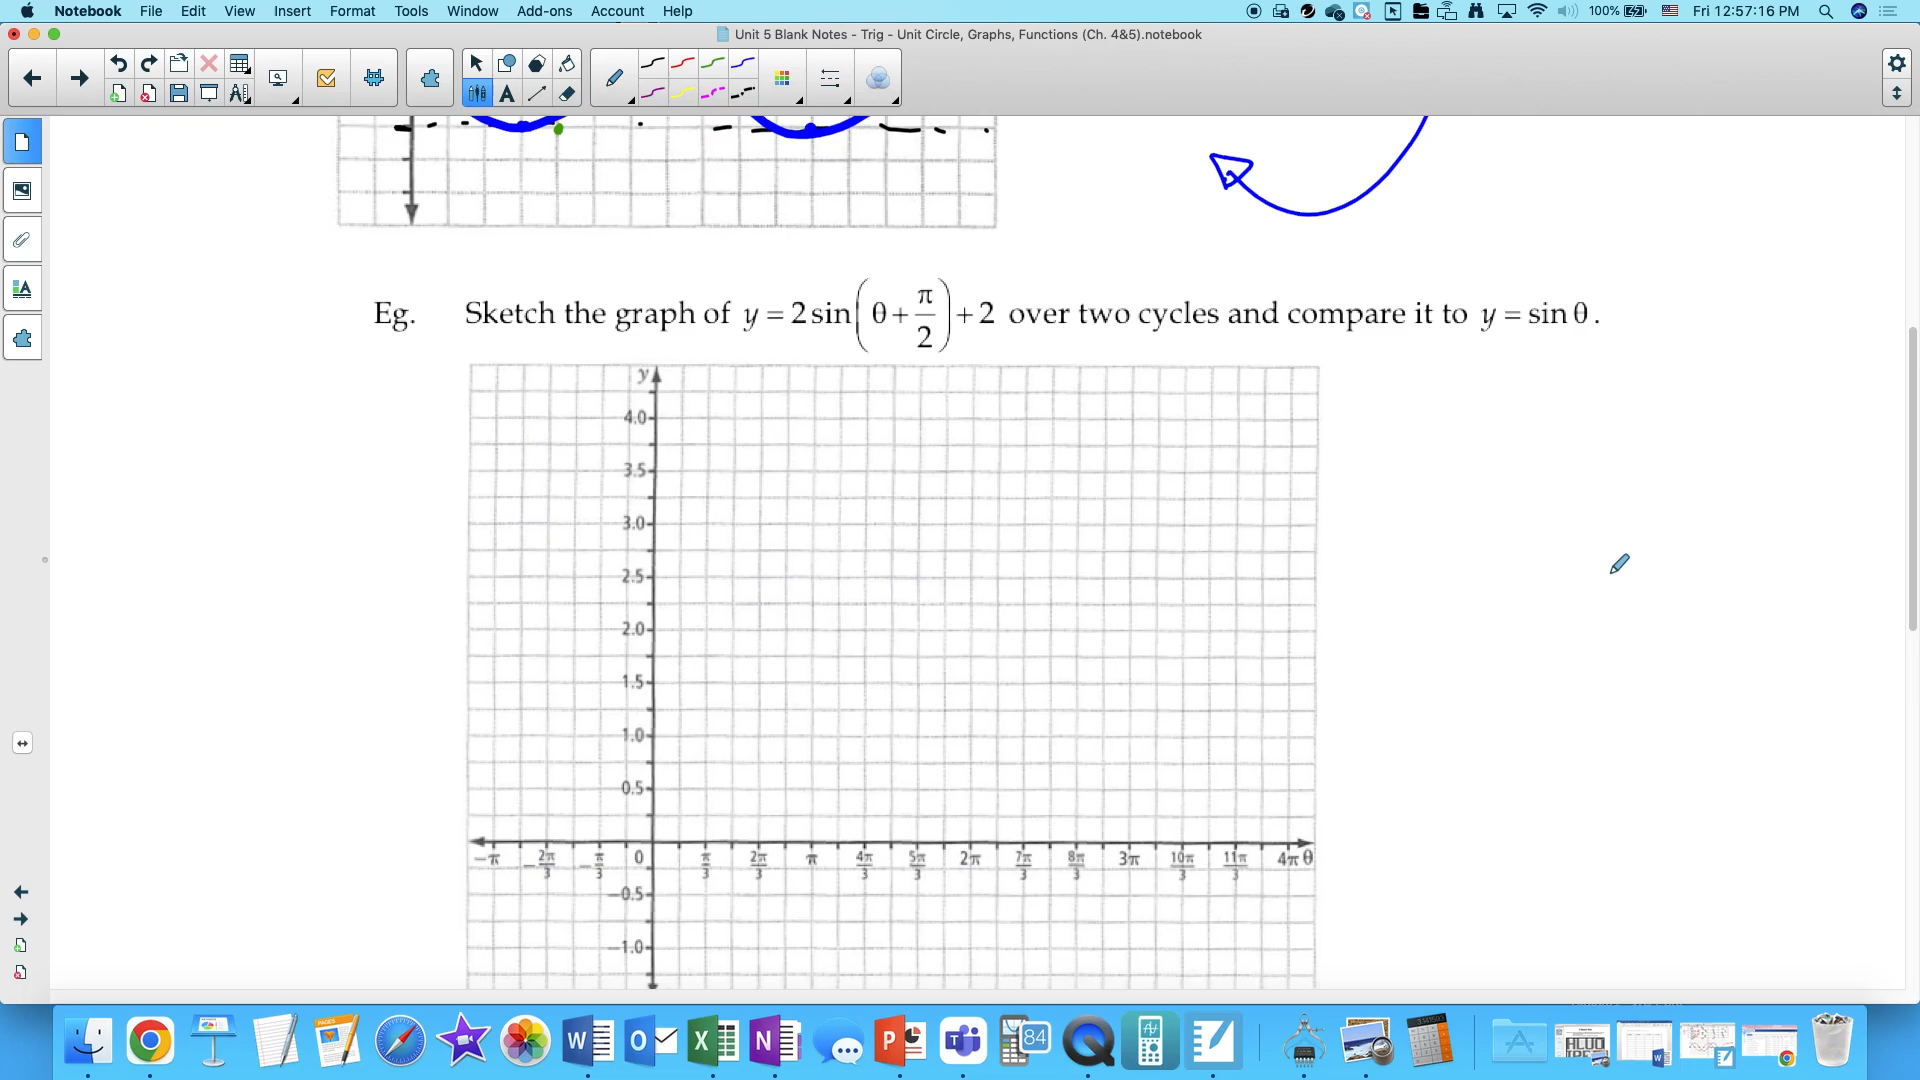 Notebook File Edit View Insert Format Tools Window Add-ons Account Help 100% Fri 12:57:16 PM
Unit 5 Blank Notes - Trig - Unit Circle, Graphs, Functions (Ch. 4&5).notebook
Eg. Sketch the graph of y = 2 sin(θ + π/2) + 2 over two cycles and compare it to y = sin θ .
y
4.0
3.5
3.0
2.5
2.0
1.5
1.0
0.5
−π −2π/3 −π/3 0 π/3 2π/3 π 4π/3 5π/3 2π 7π/3 8π/3 3π 10π/3 11π/3 4π θ
−0.5
−1.0
PAGES
84